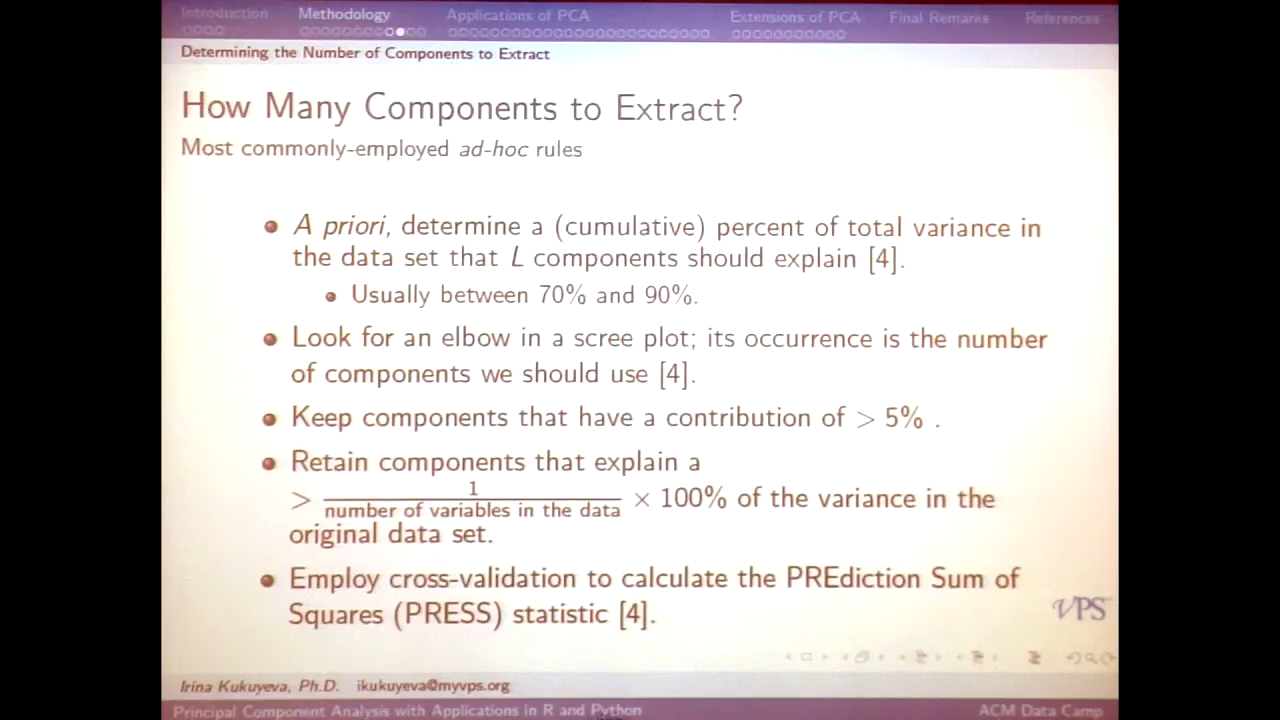 Introduction Methodology Applications of PCA Extensions of PCA Final Remarks References
Determining the Number of Components to Extract
How Many Components to Extract?
Most commonly-employed ad-hoc rules
A priori, determine a (cumulative) percent of total variance in
the data set that L components should explain [4].
Usually between 70% and 90%.
Look for an elbow in a scree plot; its occurrence is the number
of components we should use [4].
Keep components that have a contribution of > 5% .
Retain components that explain a
> 1 / number of variables in the data × 100% of the variance in the
original data set.
Employ cross-validation to calculate the PREdiction Sum of
Squares (PRESS) statistic [4].
VPS
Irina Kukuyeva, Ph.D. ikukuyeva@myvps.org
Principal Component Analysis with Applications in R and Python ACM Data Camp